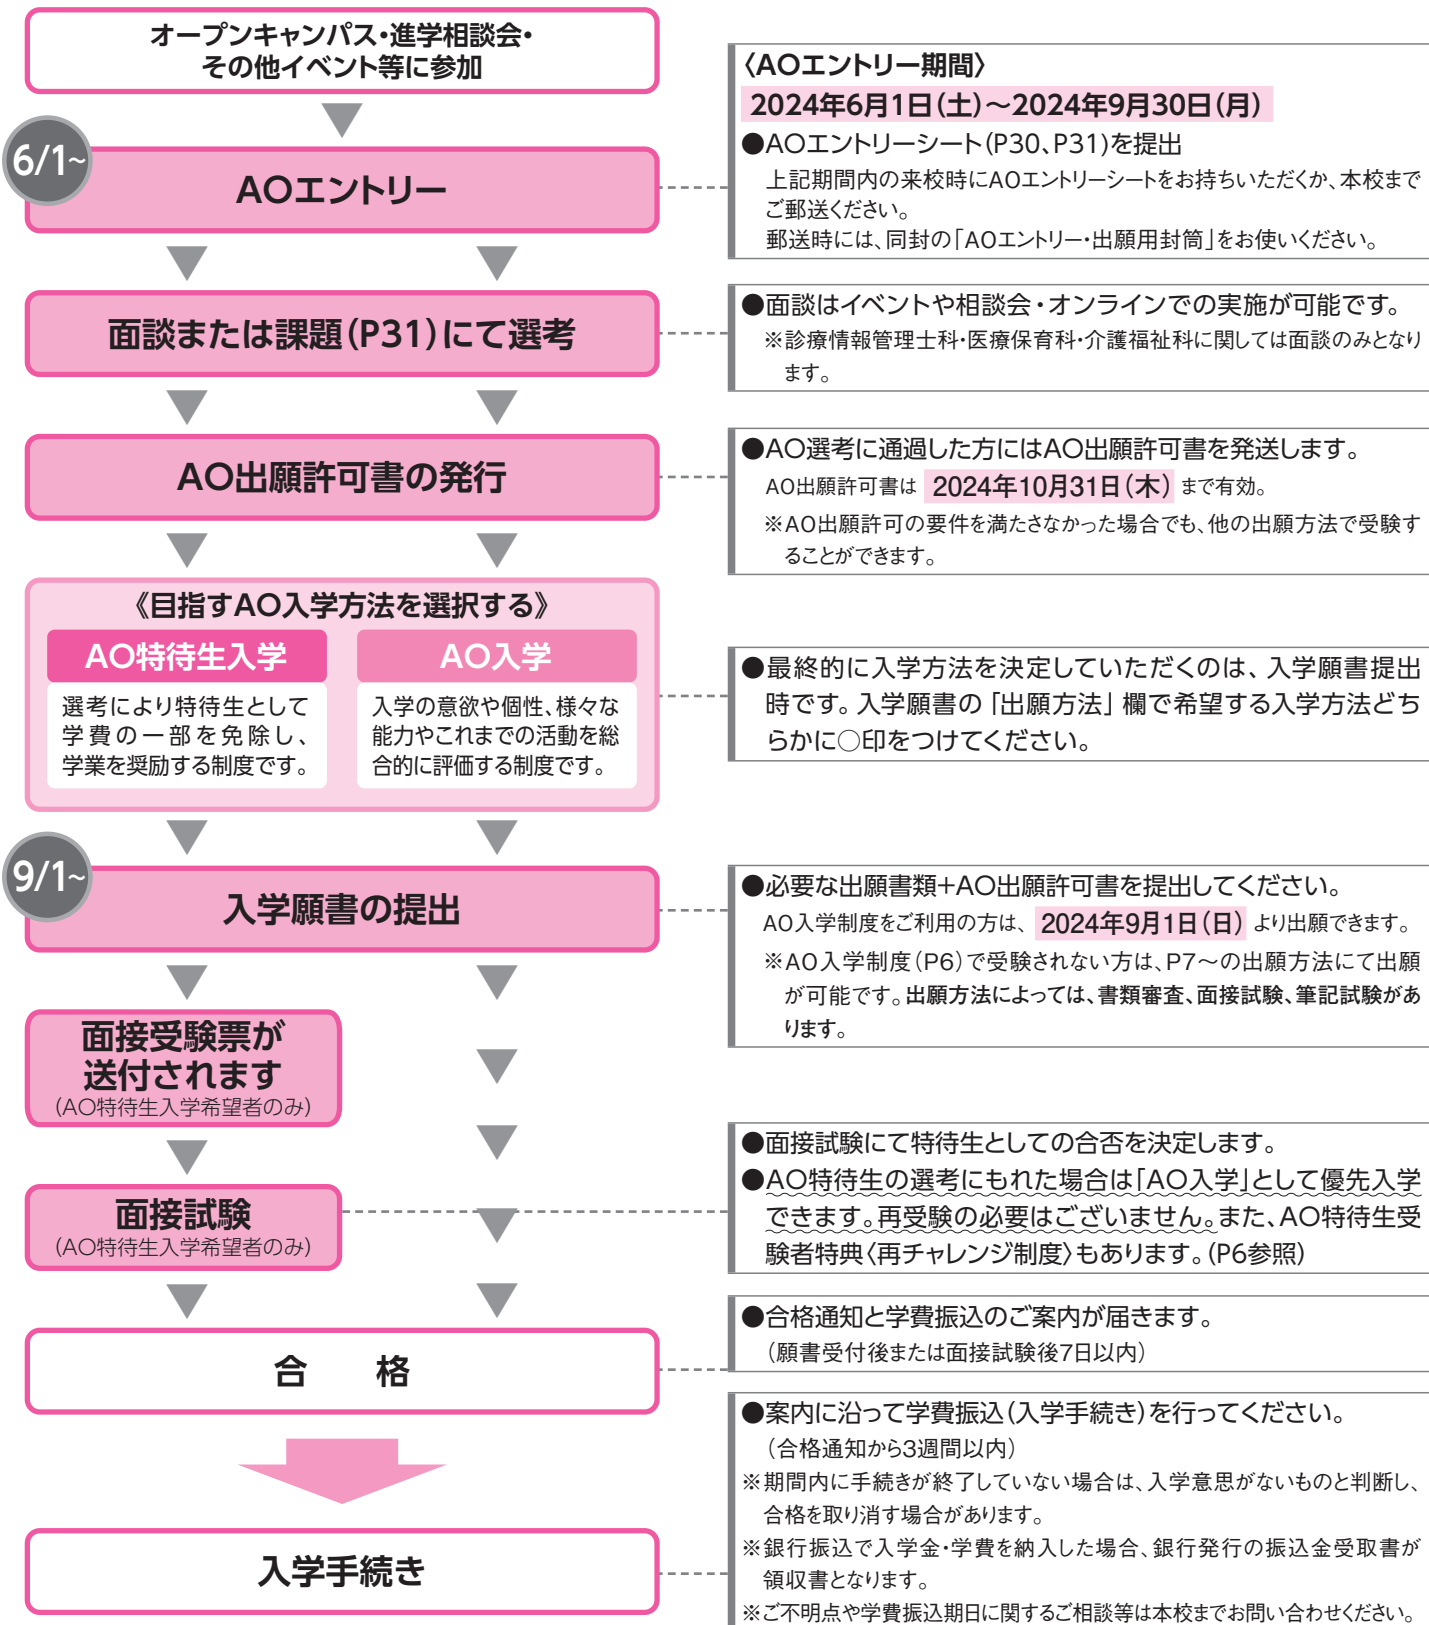 オープンキャンパス・進学相談会・
その他イベント等に参加
6/1~
AOエントリー
〈AOエントリー期間〉
2024年6月1日(土)〜2024年9月30日(月)
●AOエントリーシート(P30、P31)を提出
上記期間内の来校時にAOエントリーシートをお持ちいただくか、本校まで
ご郵送ください。
郵送時には、同封の「AOエントリー・出願用封筒」をお使いください。
面談または課題(P31)にて選考
●面談はイベントや相談会・オンラインでの実施が可能です。
※診療情報管理士科・医療保育科・介護福祉科に関しては面談のみとなり
ます。
AO出願許可書の発行
●AO選考に通過した方にはAO出願許可書を発送します。
AO出願許可書は 2024年10月31日(木) まで有効。
※AO出願許可の要件を満たさなかった場合でも、他の出願方法で受験す
ることができます。
《目指すAO入学方法を選択する》
AO特待生入学
選考により特待生として
学費の一部を免除し、
学業を奨励する制度です。
AO入学
入学の意欲や個性、様々な
能力やこれまでの活動を総
合的に評価する制度です。
●最終的に入学方法を決定していただくのは、入学願書提出
時です。入学願書の「出願方法」欄で希望する入学方法どち
らかに○印をつけてください。
9/1~
入学願書の提出
●必要な出願書類+AO出願許可書を提出してください。
AO入学制度をご利用の方は、 2024年9月1日(日) より出願できます。
※AO入学制度(P6)で受験されない方は、P7〜の出願方法にて出願
が可能です。出願方法によっては、書類審査、面接試験、筆記試験があ
ります。
面接受験票が
送付されます
(AO特待生入学希望者のみ)
面接試験
(AO特待生入学希望者のみ)
●面接試験にて特待生としての合否を決定します。
●AO特待生の選考にもれた場合は「AO入学」として優先入学
できます。再受験の必要はございません。また、AO特待生受
験者特典〈再チャレンジ制度〉もあります。(P6参照)
合 格
●合格通知と学費振込のご案内が届きます。
(願書受付後または面接試験後7日以内)
入学手続き
●案内に沿って学費振込(入学手続き)を行ってください。
(合格通知から3週間以内)
※期間内に手続きが終了していない場合は、入学意思がないものと判断し、
合格を取り消す場合があります。
※銀行振込で入学金・学費を納入した場合、銀行発行の振込金受取書が
領収書となります。
※ご不明点や学費振込期日に関するご相談等は本校までお問い合わせください。